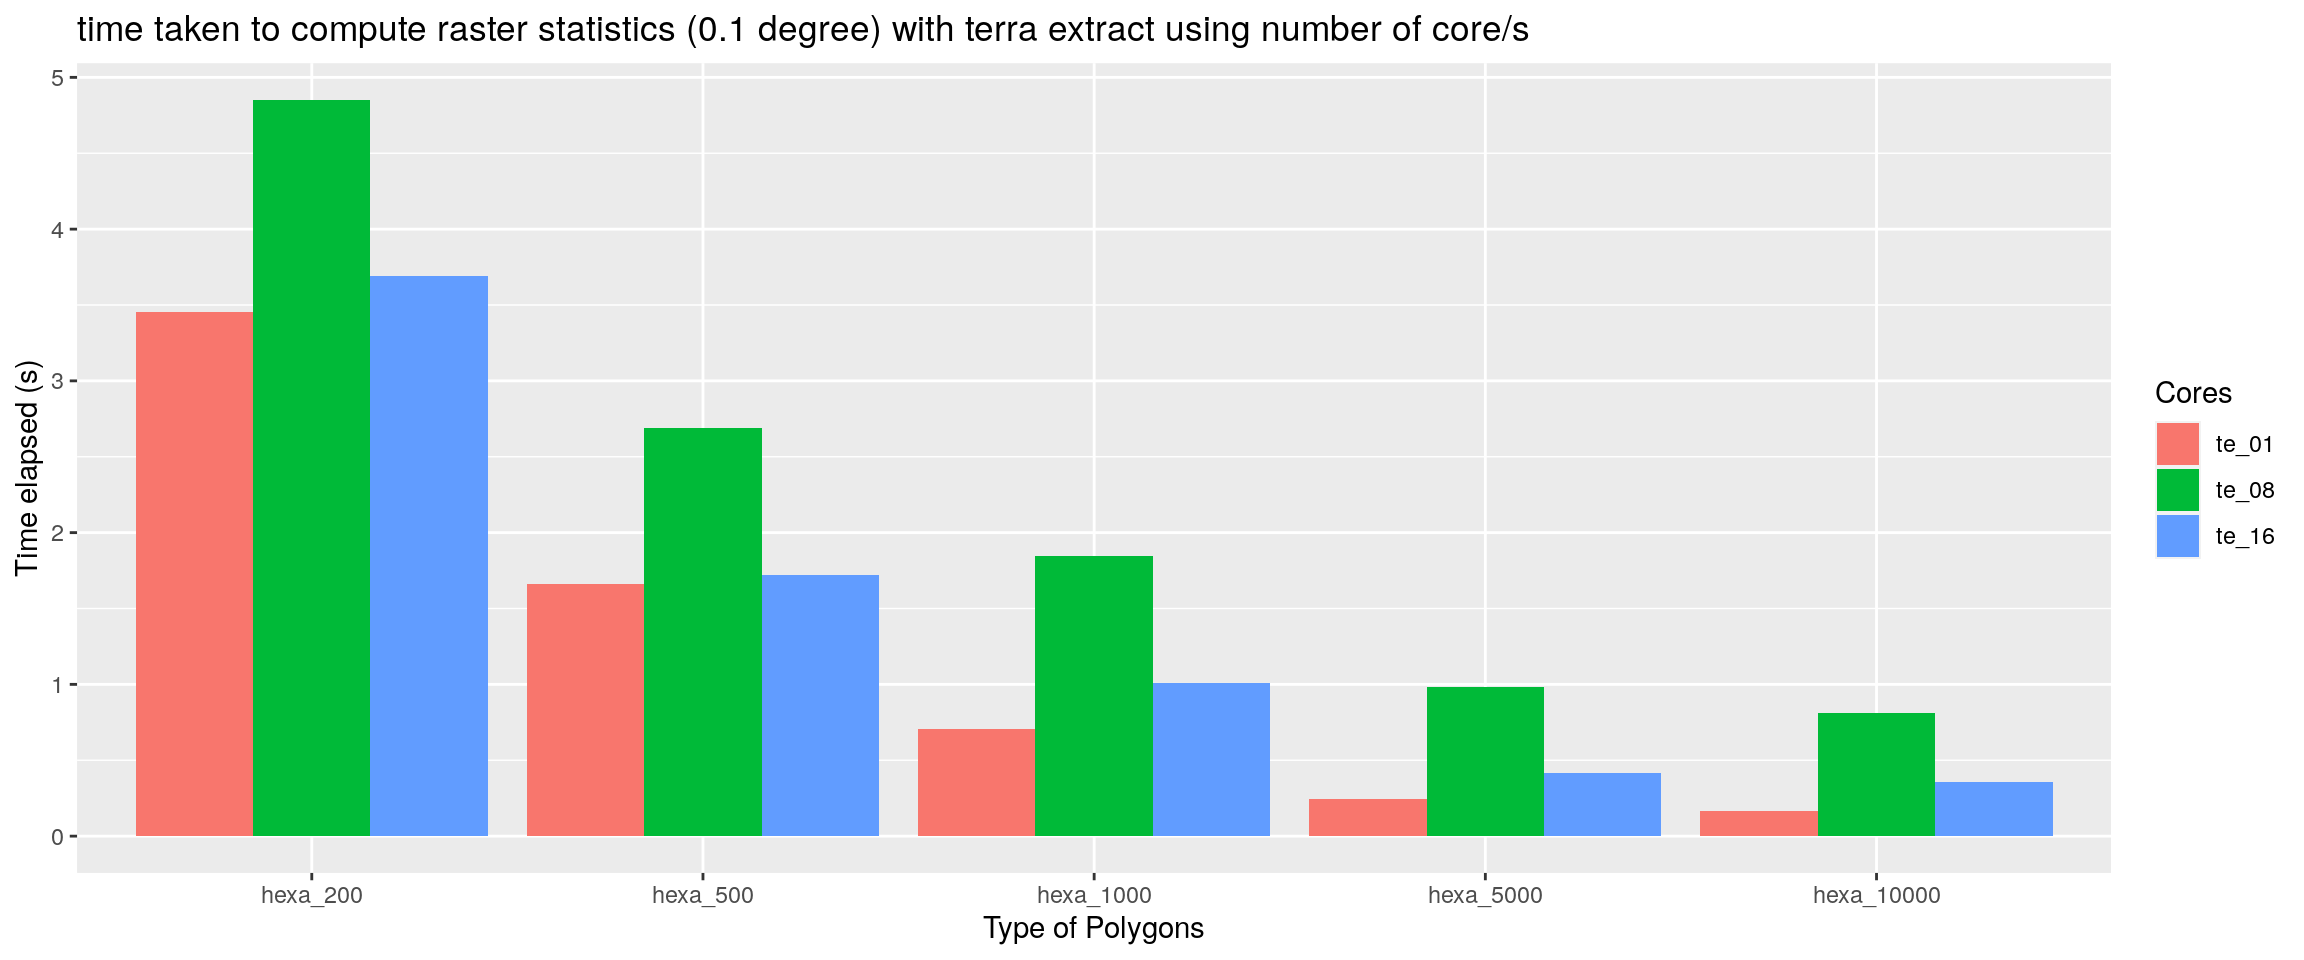 time taken to compute raster statistics (0.1 degree) with terra extract using number of core/s
Time elapsed (s)
5
4
3
2
1
0
hexa_200
hexa_500
hexa_1000
hexa_5000
hexa_10000
Type of Polygons
Cores
te_01
te_08
te_16